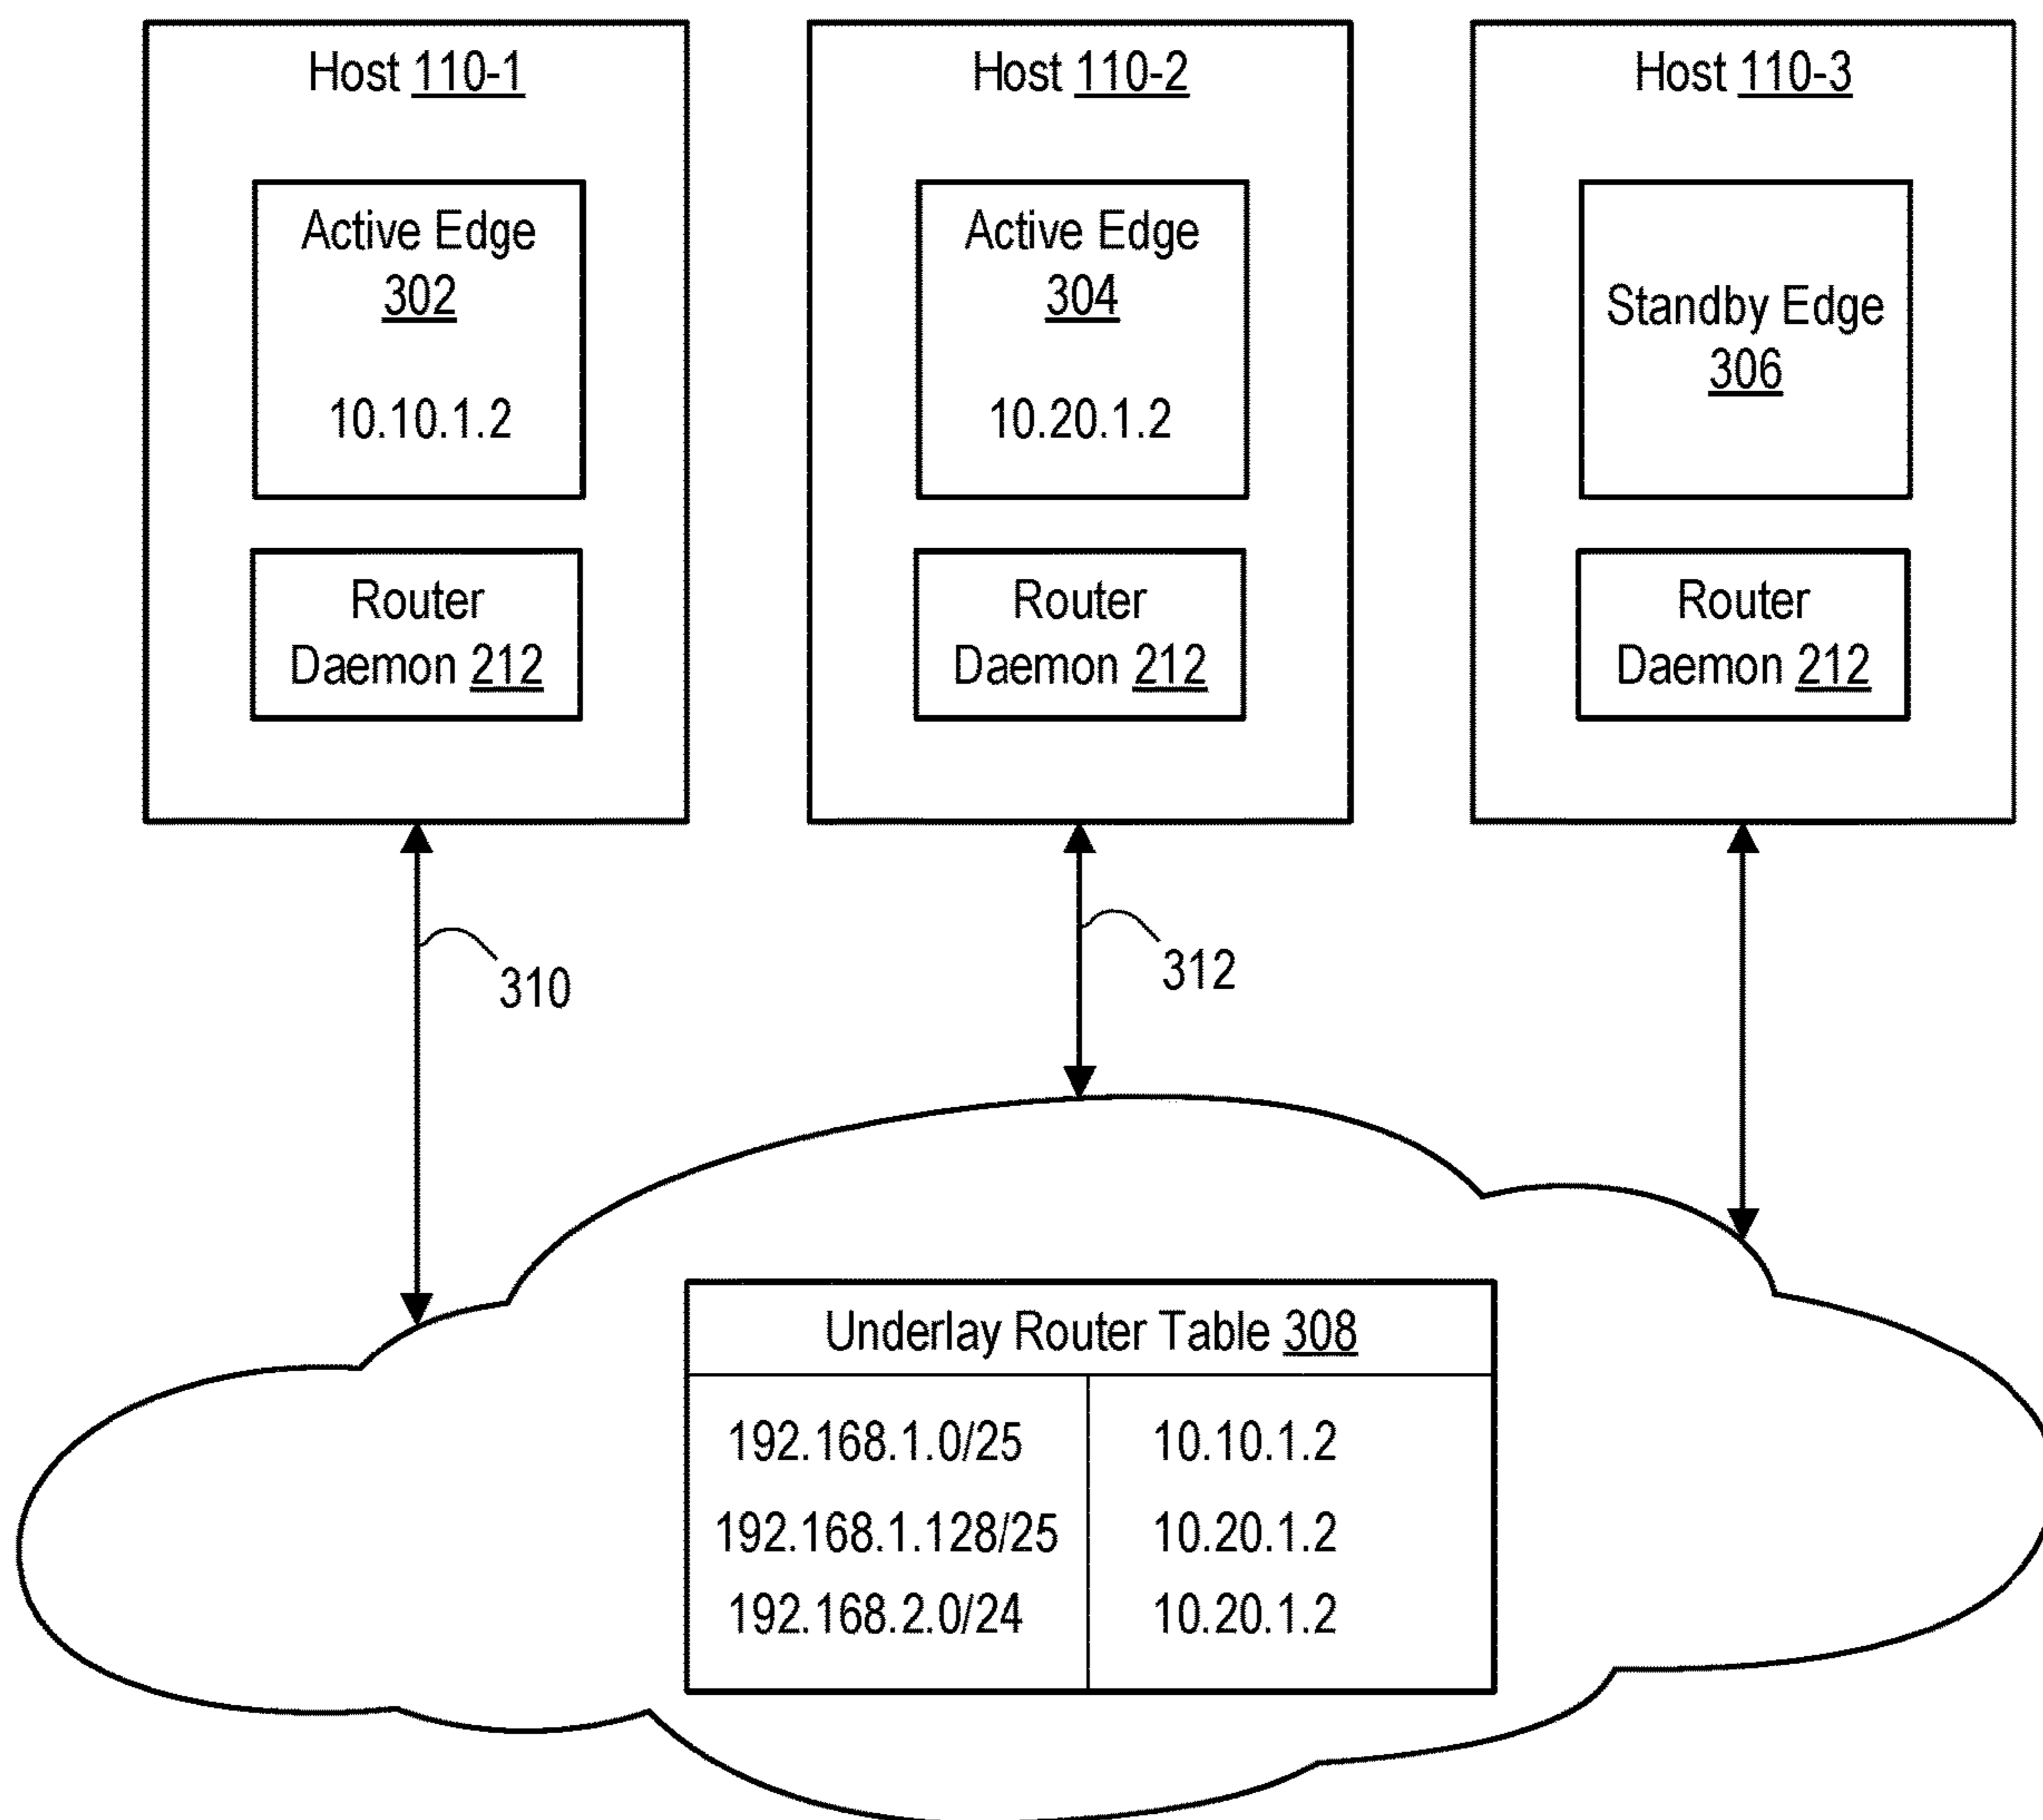 Host 110-1
Active Edge
302
10.10.1.2
Router
Daemon 212
Host 110-2
Active Edge
304
10.20.1.2
Router
Daemon 212
Host 110-3
Standby Edge
306
Router
Daemon 212
310
312
Underlay Router Table 308
192.168.1.0/25 10.10.1.2
192.168.1.128/25 10.20.1.2
192.168.2.0/24 10.20.1.2